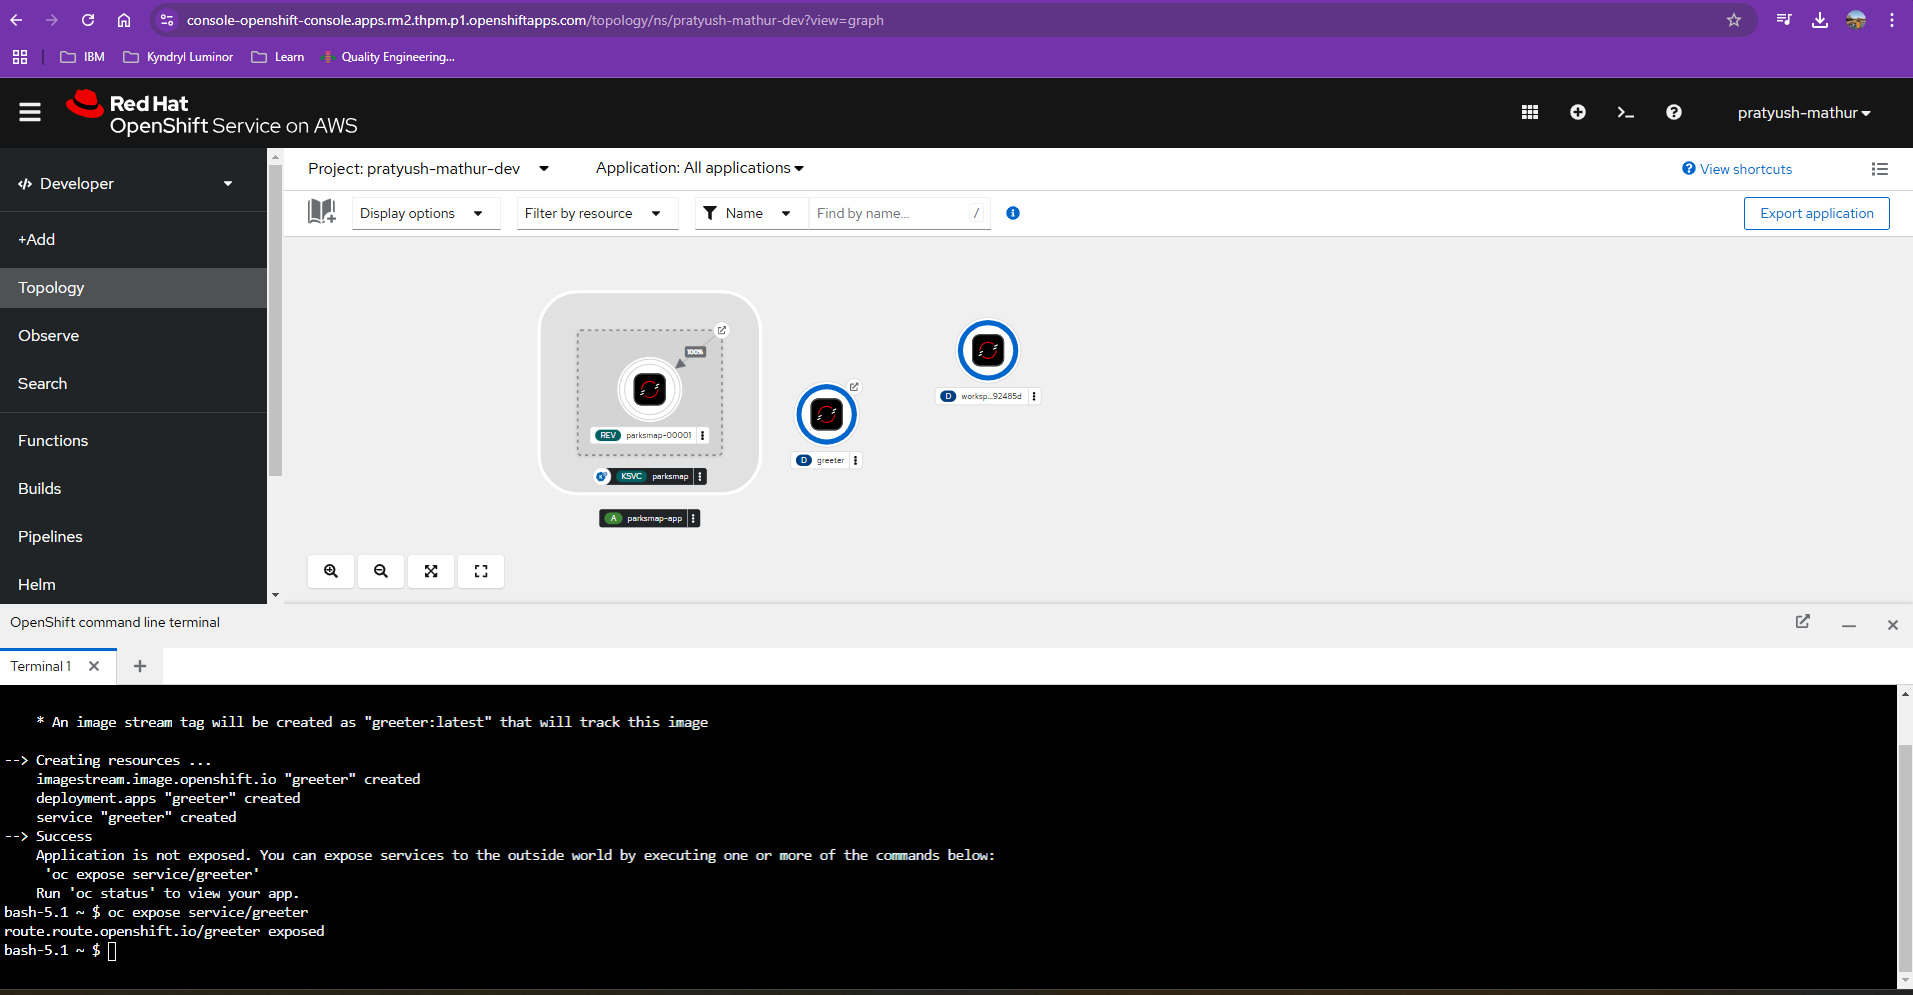 console-openshift-console.apps.rm2.thpm.p1.openshiftapps.com/topology/ns/pratyush-mathur-dev?view=graph
IBM
Kyndryl Luminor
Learn
Quality Engineering...
Red Hat
OpenShift Service on AWS
pratyush-mathur
Developer
+Add
Topology
Observe
Search
Functions
Builds
Pipelines
Helm
Project: pratyush-mathur-dev
Application: All applications
View shortcuts
Display options
Filter by resource
Name
Find by name...
/
Export application
100%
REV parksmap-00001
KSVC parksmap
A parksmap-app
D greeter
D worksp...92485d
OpenShift command line terminal
Terminal 1
* An image stream tag will be created as "greeter:latest" that will track this image
--> Creating resources ...
imagestream.image.openshift.io "greeter" created
deployment.apps "greeter" created
service "greeter" created
--> Success
Application is not exposed. You can expose services to the outside world by executing one or more of the commands below:
'oc expose service/greeter'
Run 'oc status' to view your app.
bash-5.1 ~ $ oc expose service/greeter
route.route.openshift.io/greeter exposed
bash-5.1 ~ $